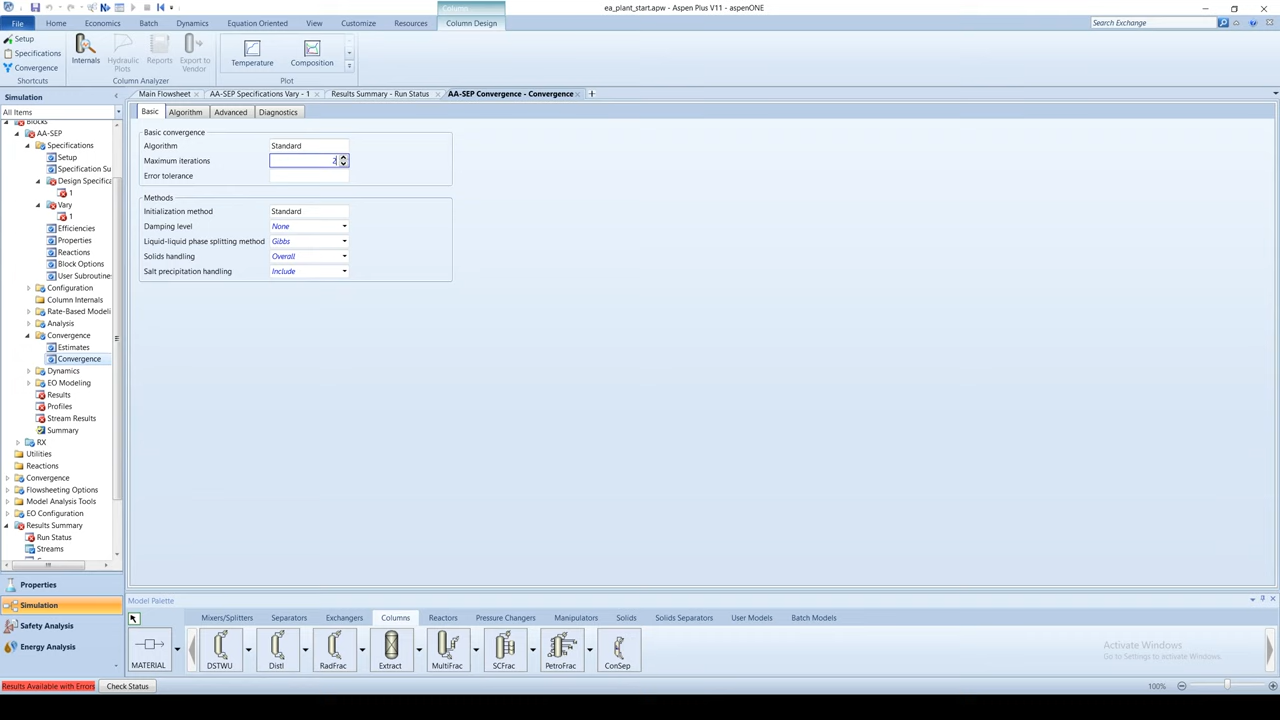 Column
ea_plant_start.apw - Aspen Plus V11 - aspenONE
File Home Economics Batch Dynamics Equation Oriented View Customize Resources Column Design
Search Exchange
Setup
Specifications
Convergence
Shortcuts
Internals
Hydraulic Plots
Reports
Export to Vendor
Column Analyzer
Temperature
Composition
Plot
Simulation
All Items
Main Flowsheet
AA-SEP Specifications Vary - 1
Results Summary - Run Status
AA-SEP Convergence - Convergence
Blocks
AA-SEP
Specifications
Setup
Specification Su
Design Specifica
1
Vary
1
Efficiencies
Properties
Reactions
Block Options
User Subroutine
Configuration
Column Internals
Rate-Based Modeli
Analysis
Convergence
Estimates
Convergence
Dynamics
EO Modeling
Results
Profiles
Stream Results
Summary
RX
Utilities
Reactions
Convergence
Flowsheeting Options
Model Analysis Tools
EO Configuration
Results Summary
Run Status
Streams
Properties
Simulation
Safety Analysis
Energy Analysis
Basic Algorithm Advanced Diagnostics
Basic convergence
Algorithm Standard
Maximum iterations 2
Error tolerance
Methods
Initialization method Standard
Damping level None
Liquid-liquid phase splitting method Gibbs
Solids handling Overall
Salt precipitation handling Include
Model Palette
Mixers/Splitters Separators Exchangers Columns Reactors Pressure Changers Manipulators Solids Solids Separators User Models Batch Models
MATERIAL DSTWU Distl RadFrac Extract MultiFrac SCFrac PetroFrac ConSep
Activate Windows
Go to Settings to activate Windows.
Results Available with Errors Check Status
100%